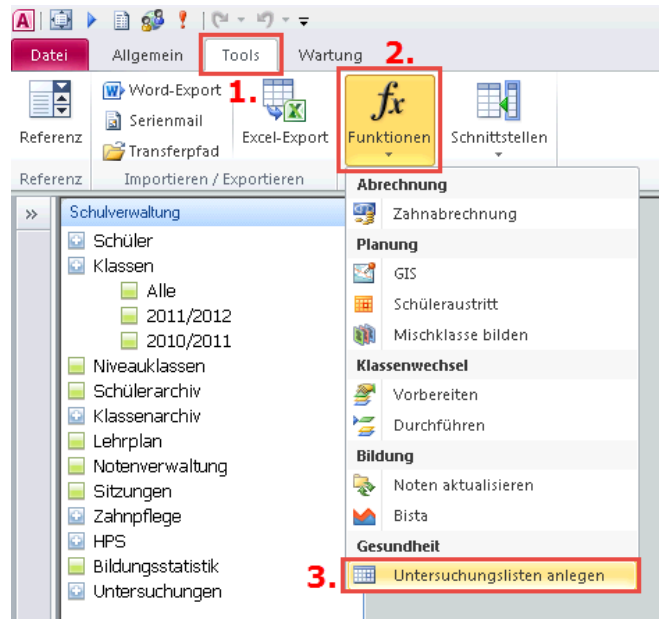 A
Datei Allgemein Tools Wartung 2.
1.
Referenz
Word-Export
Serienmail
Transferpfad
Excel-Export
fx
Funktionen
Schnittstellen
Referenz Importieren / Exportieren
» Schulverwaltung
Schüler
Klassen
Alle
2011/2012
2010/2011
Niveauklassen
Schülerarchiv
Klassenarchiv
Lehrplan
Notenverwaltung
Sitzungen
Zahnpflege
HPS
Bildungsstatistik
Untersuchungen
Abrechnung
Zahnabrechnung
Planung
GIS
Schüleraustritt
Mischklasse bilden
Klassenwechsel
Vorbereiten
Durchführen
Bildung
Noten aktualisieren
Bista
Gesundheit
3. Untersuchungslisten anlegen